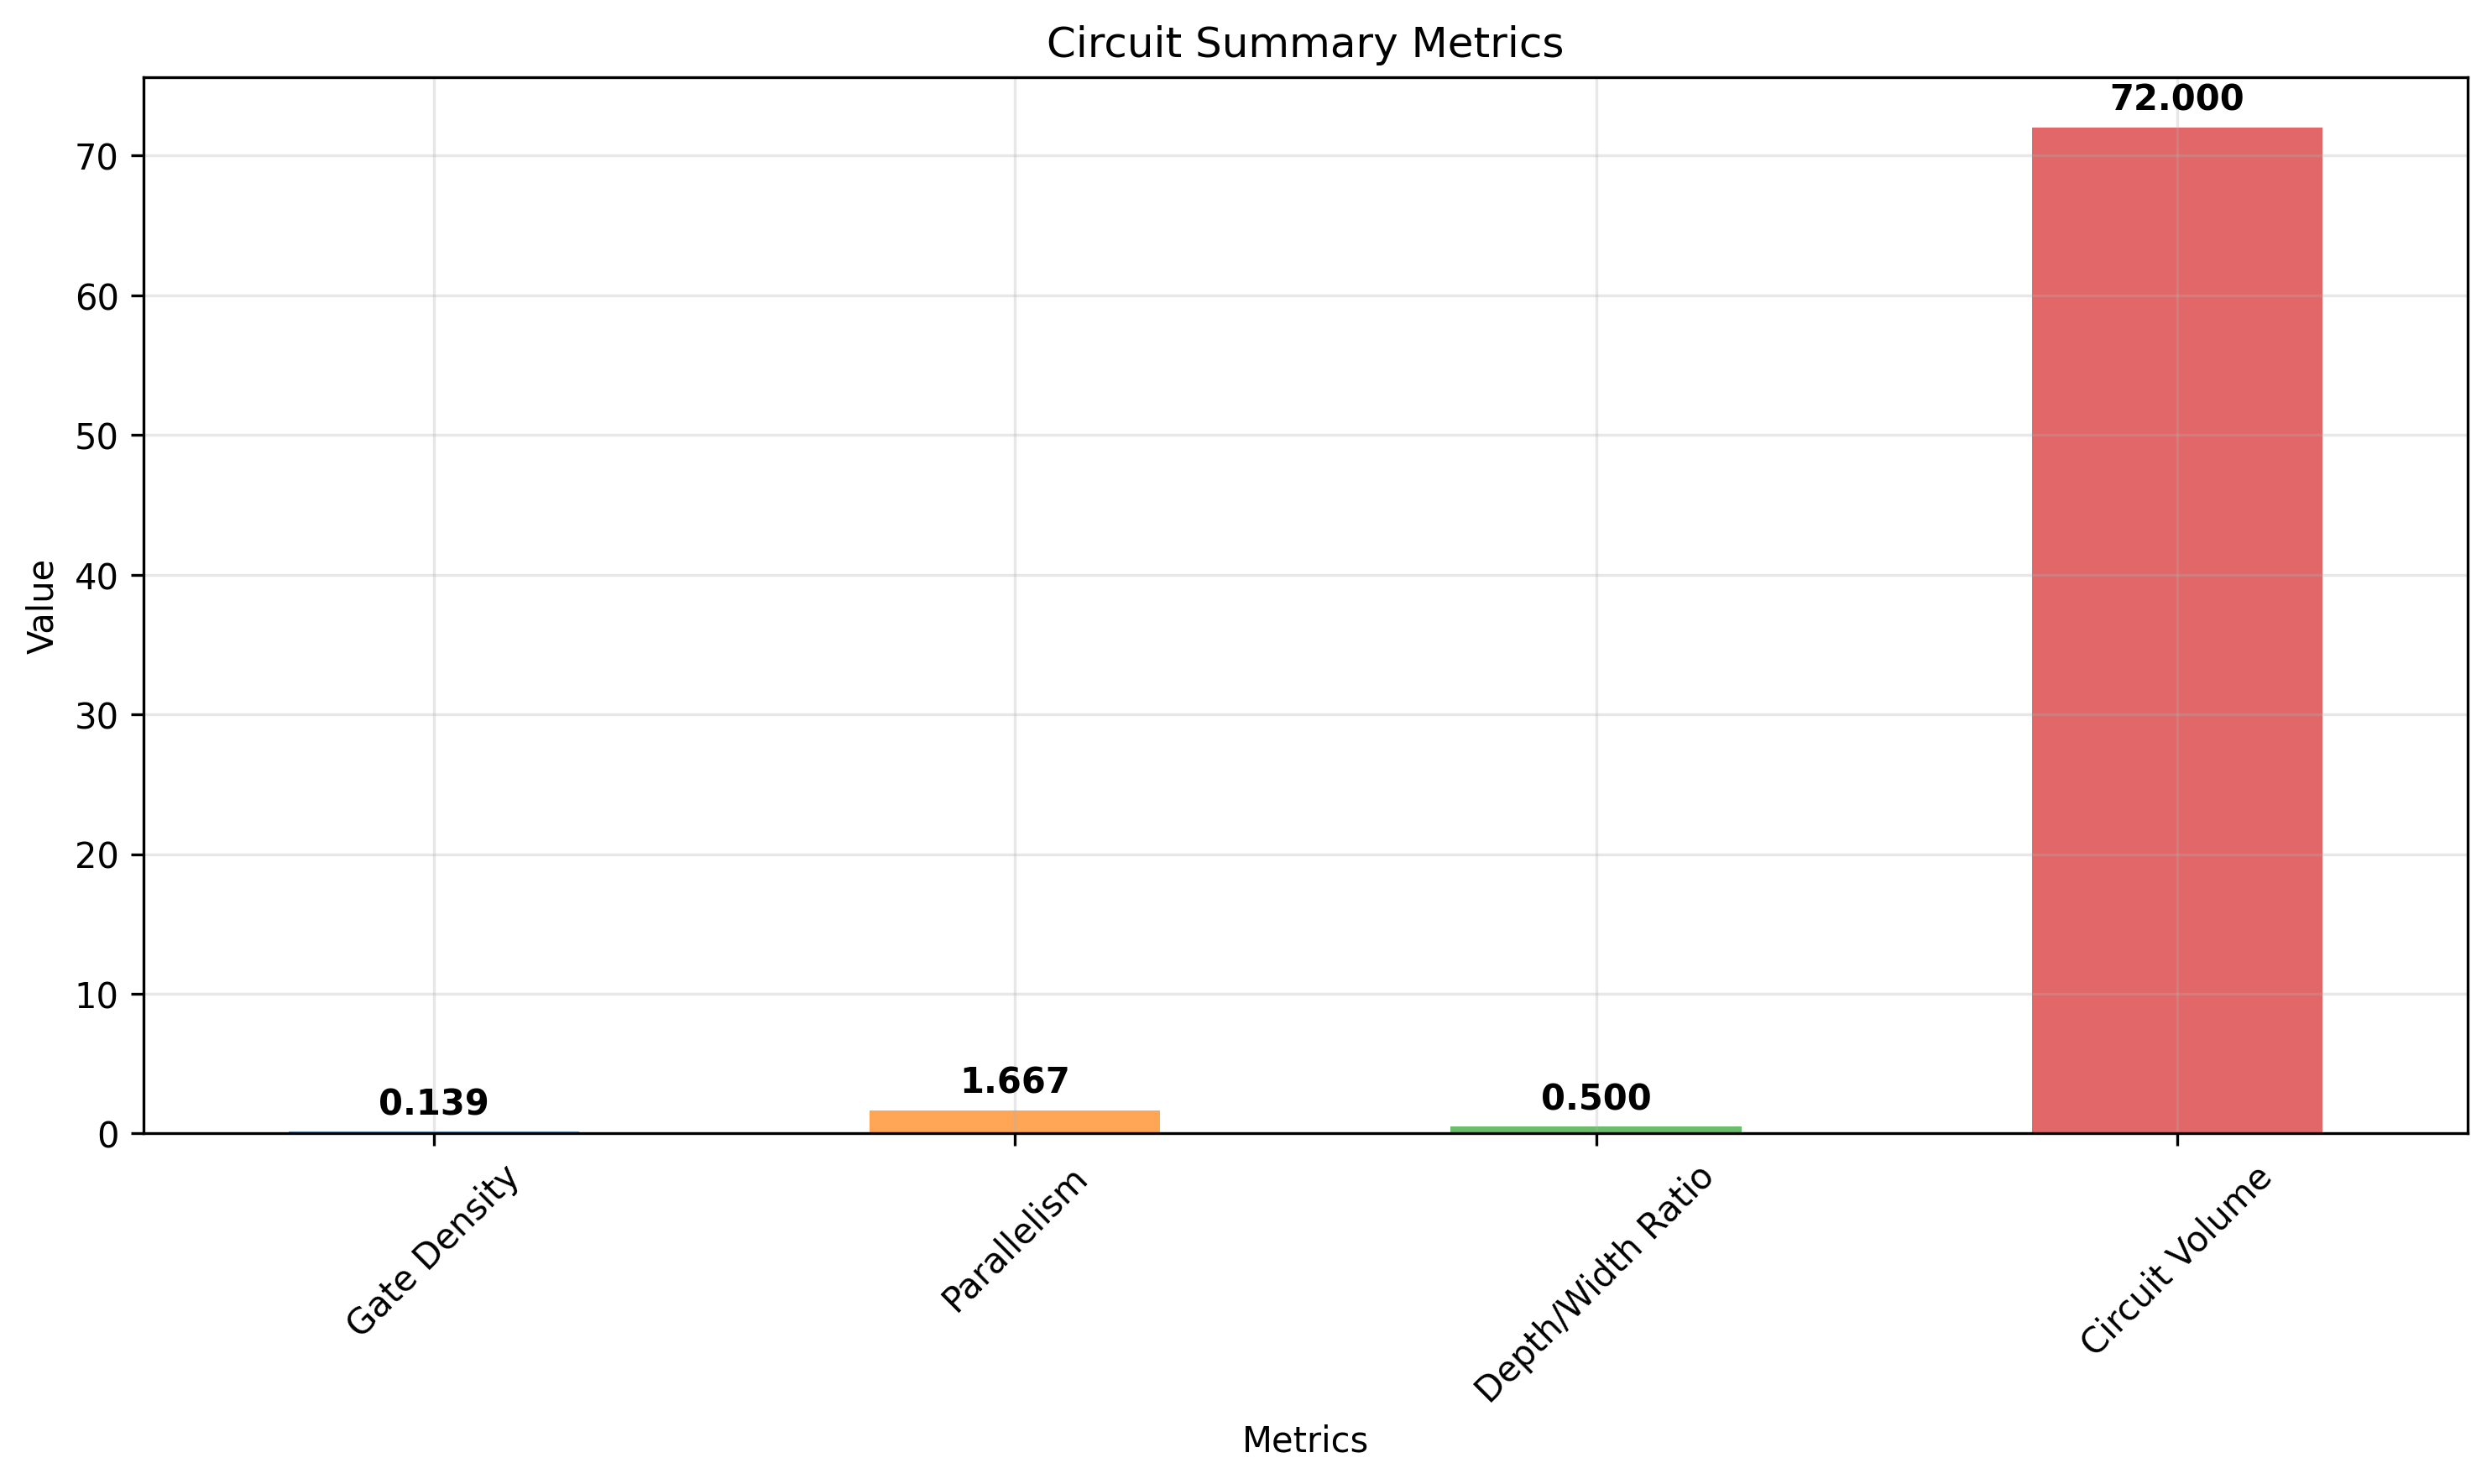 Circuit Summary Metrics
72.000
70
60
50
40
30
20
10
0
Value
0.139
1.667
0.500
Gate Density
Parallelism
Depth/Width Ratio
Circuit Volume
Metrics